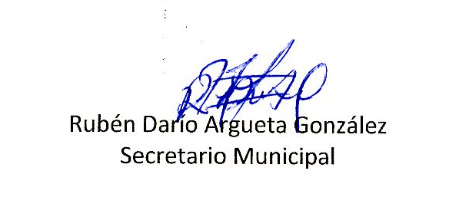 Rubén Darío Argueta González
Secretario Municipal